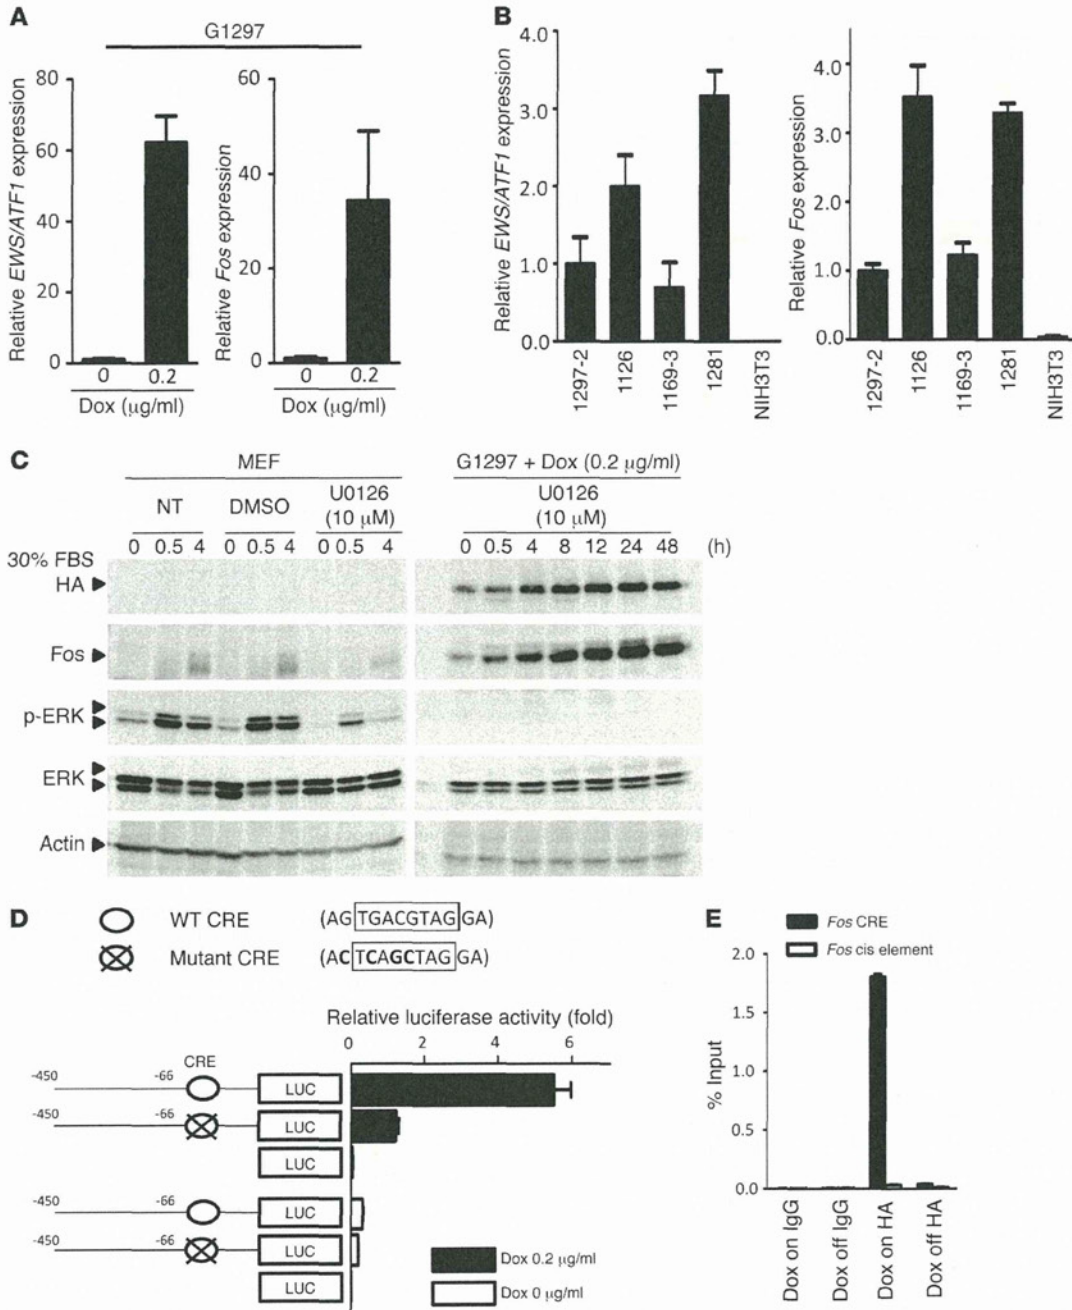 A
G1297
Relative EWS/ATF1 expression
80
60
40
20
0
0
0.2
Dox (μg/ml)
Relative Fos expression
60
40
20
0
0
0.2
Dox (μg/ml)
B
Relative EWS/ATF1 expression
4.0
3.0
2.0
1.0
0.0
1297-2
1126
1169-3
1281
NIH3T3
Relative Fos expression
4.0
3.0
2.0
1.0
0.0
1297-2
1126
1169-3
1281
NIH3T3
C
MEF
G1297 + Dox (0.2 μg/ml)
NT
DMSO
U0126
(10 μM)
U0126
(10 μM)
30% FBS
0 0.5 4 0 0.5 4 0 0.5 4
0 0.5 4 8 12 24 48 (h)
HA
Fos
p-ERK
ERK
Actin
D
WT CRE (AG TGACGTAG GA)
Mutant CRE (AC TCAGCTAG GA)
Relative luciferase activity (fold)
0 2 4 6
CRE
-450 -66 LUC
-450 -66 LUC
LUC
-450 -66 LUC
-450 -66 LUC
LUC
Dox 0.2 μg/ml
Dox 0 μg/ml
E
Fos CRE
Fos cis element
% Input
2.0
1.5
1.0
0.5
0.0
Dox on IgG
Dox off IgG
Dox on HA
Dox off HA